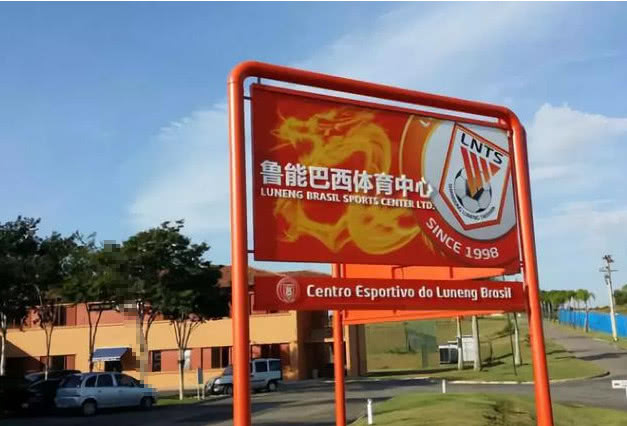 鲁能巴西体育中心
LUNENG BRASIL SPORTS CENTER LTD.
LNTS
SINCE 1998
Centro Esportivo do Luneng Brasil